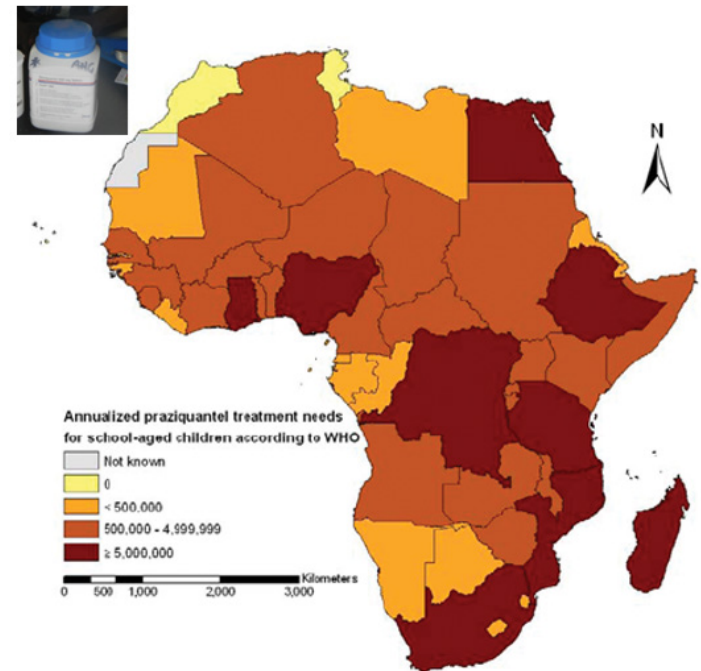 AMG
N
Annualized praziquantel treatment needs
for school-aged children according to WHO
Not known
0
< 500,000
500,000 - 4,999,999
≥ 5,000,000
Kilometers
0 500 1,000 2,000 3,000